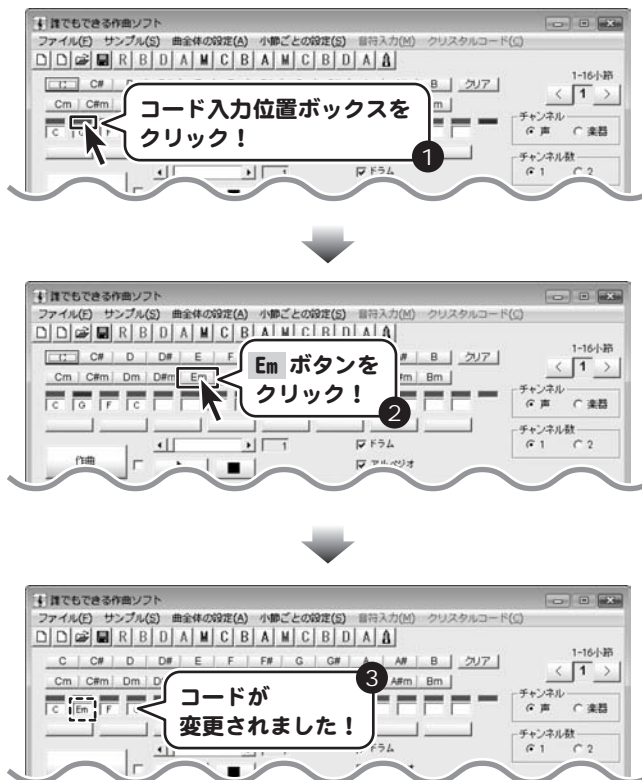 誰でもできる作曲ソフト
ファイル(F) サンプル(S) 曲全体の設定(A) 小節ごとの設定(S) 音符入力(M) クリスタルコード(C)
R B D A M C B A M C B D A
C C# B クリア
1-16小節
Cm C#m m < 1 >
コード入力位置ボックスを
クリック！
1
チャンネル
C F
声 楽器
チャンネル数
1 ドラム
1 2
誰でもできる作曲ソフト
ファイル(F) サンプル(S) 曲全体の設定(A) 小節ごとの設定(S) 音符入力(M) クリスタルコード(C)
R B D A M C B A M C B D A
C C# D D# E F # B クリア
1-16小節
Cm C#m Dm D#m Em #m Bm < 1 >
Em ボタンを
クリック！
2
チャンネル
C G F C
声 楽器
チャンネル数
1 ドラム
1 2
作曲
アルペジオ
誰でもできる作曲ソフト
ファイル(F) サンプル(S) 曲全体の設定(A) 小節ごとの設定(S) 音符入力(M) クリスタルコード(C)
R B D A M C B A M C B D A
C C# D D# E F F# G G# A A# B クリア
1-16小節
Cm C#m Dm A#m Bm < 1 >
3
コードが
変更されました！
チャンネル
C Em F
声 楽器
チャンネル数
ドラム
1 2